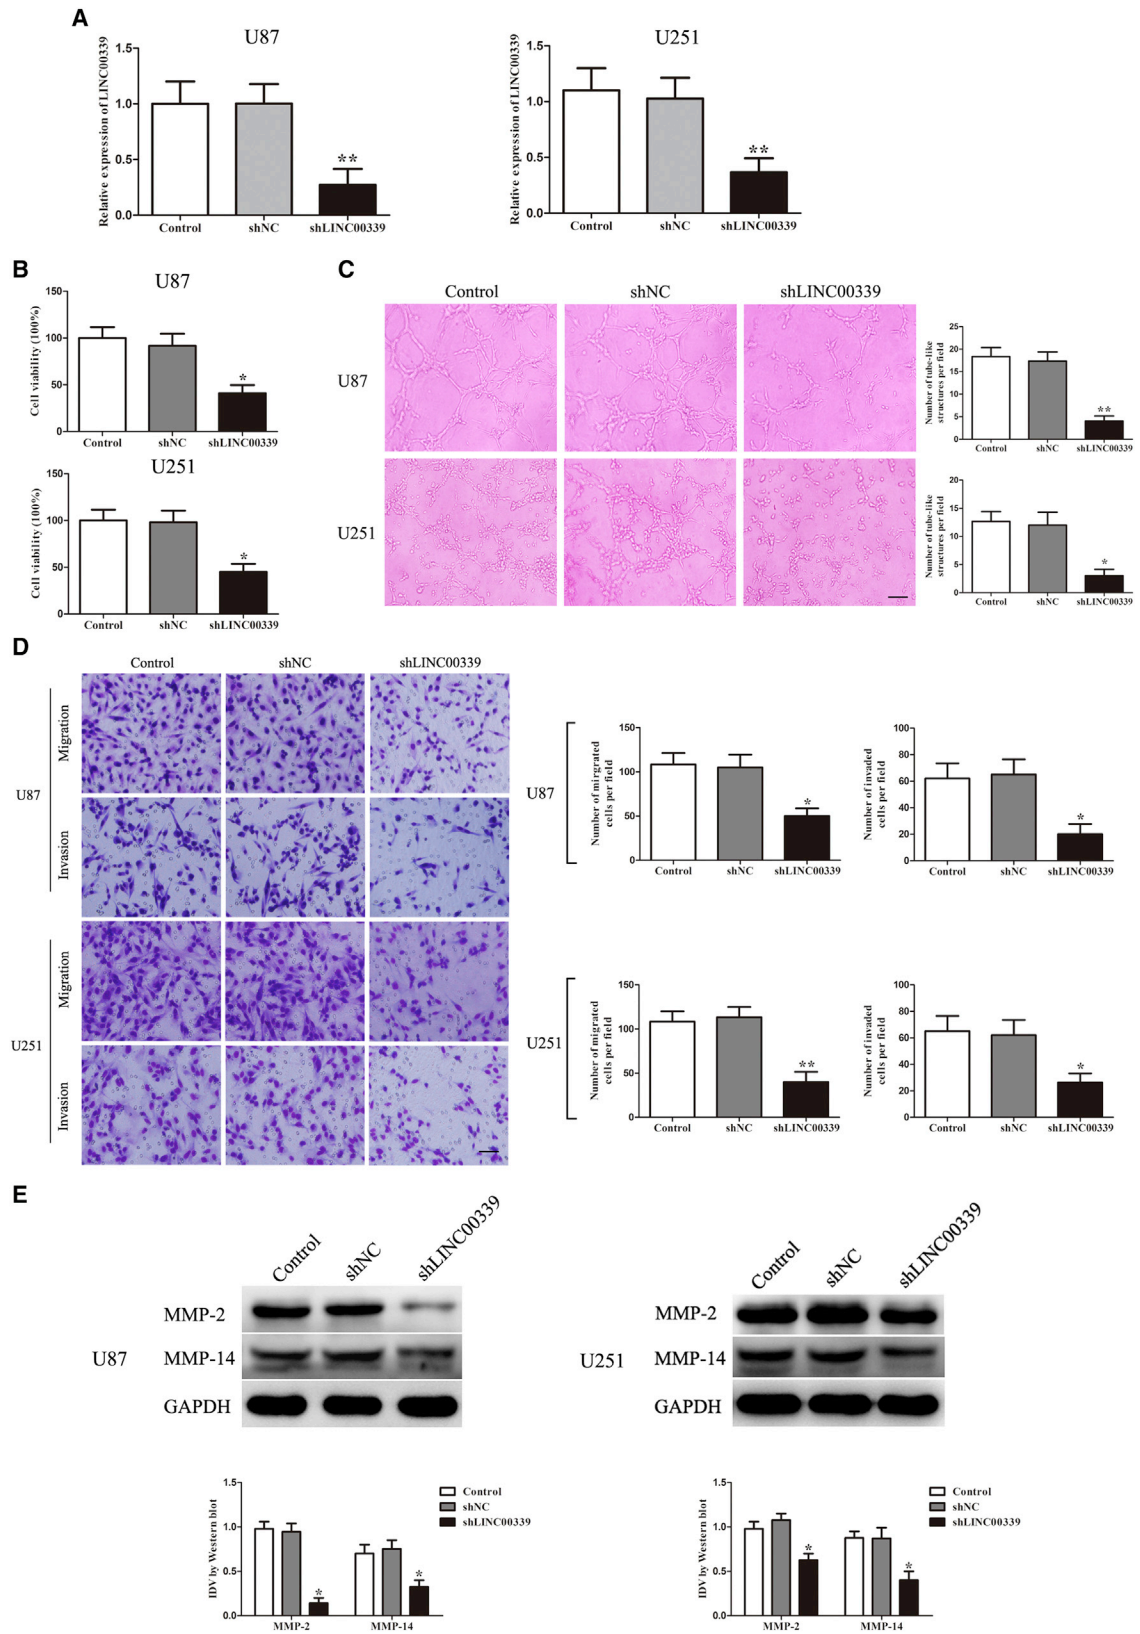 A
U87
Relative expression of LINC00339
1.5
1.0
0.5
0.0
**
Control
shNC
shLINC00339
U251
Relative expression of LINC00339
1.5
1.0
0.5
0.0
**
Control
shNC
shLINC00339
B
U87
Cell viability (100%)
150
100
50
0
*
Control
shNC
shLINC00339
U251
Cell viability (100%)
150
100
50
0
*
Control
shNC
shLINC00339
C
Control
shNC
shLINC00339
U87
U251
Number of tube-like
structures per field
25
20
15
10
5
0
**
Control
shNC
shLINC00339
Number of tube-like
structures per field
20
15
10
5
0
*
Control
shNC
shLINC00339
D
Control
shNC
shLINC00339
U87
Migration
Invasion
U251
Migration
Invasion
U87
Number of mirgrated
cells per field
150
100
50
0
*
Control
shNC
shLINC00339
Number of invaded
cells per field
100
80
60
40
20
0
*
Control
shNC
shLINC00339
U251
Number of migrated
cells per field
150
100
50
0
**
Control
shNC
shLINC00339
Number of invaded
cells per field
100
80
60
40
20
0
*
Control
shNC
shLINC00339
E
Control
shNC
shLINC00339
U87
MMP-2
MMP-14
GAPDH
Control
shNC
shLINC00339
U251
MMP-2
MMP-14
GAPDH
IDV by Western blot
1.5
1.0
0.5
0.0
*
*
MMP-2
MMP-14
Control
shNC
shLINC00339
IDV by Western blot
1.5
1.0
0.5
0.0
*
*
MMP-2
MMP-14
Control
shNC
shLINC00339